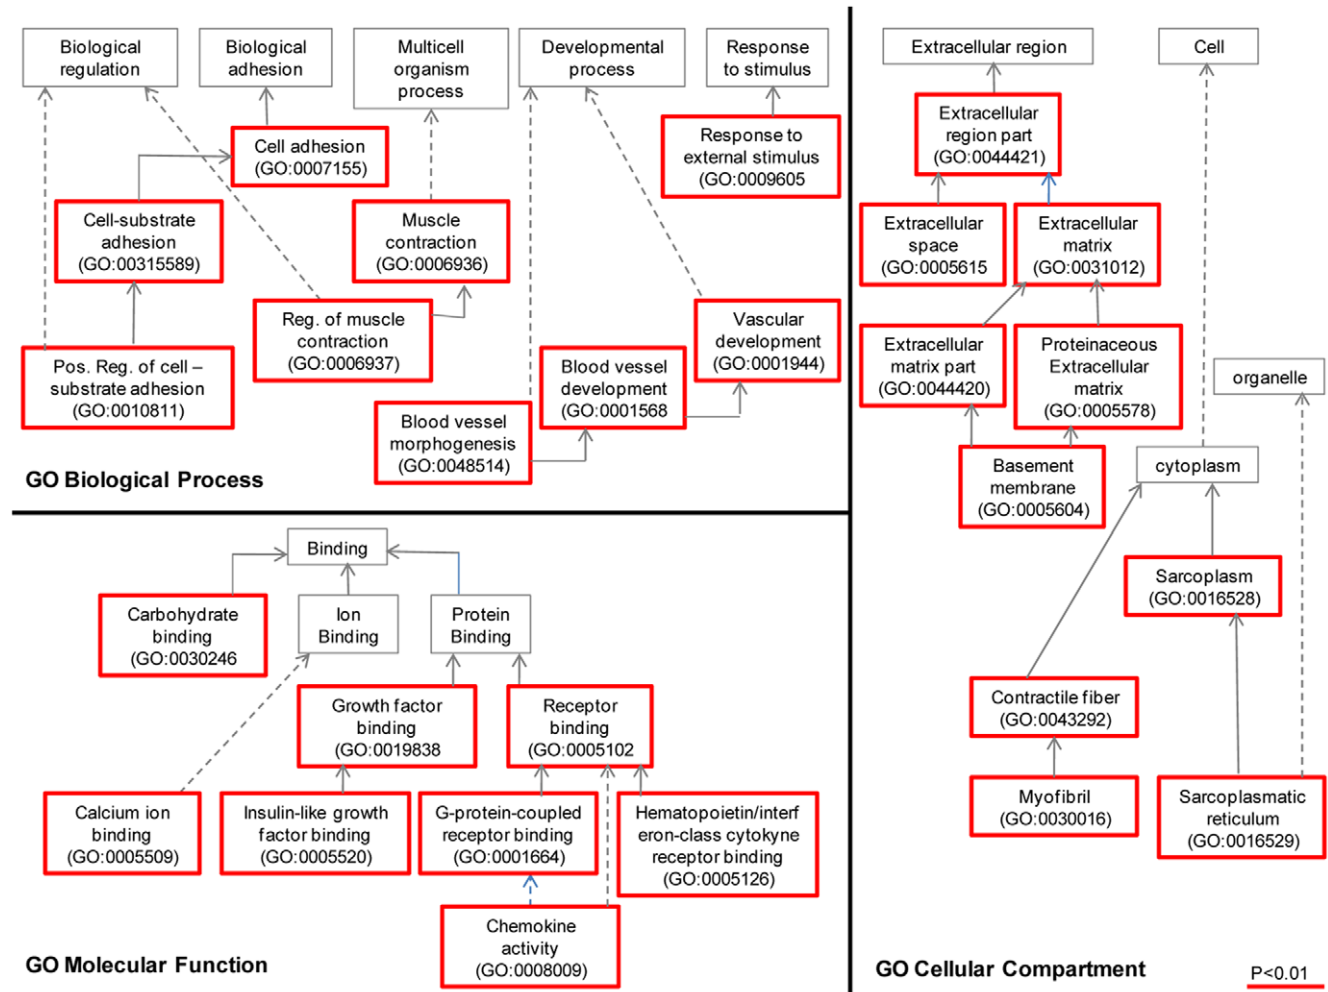 Biological
regulation
Biological
adhesion
Multicell
organism
process
Developmental
process
Response
to stimulus
Cell adhesion
(GO:0007155)
Response to
external stimulus
(GO:0009605
Cell-substrate
adhesion
(GO:00315589)
Muscle
contraction
(GO:0006936)
Reg. of muscle
contraction
(GO:0006937)
Vascular
development
(GO:0001944)
Pos. Reg. of cell –
substrate adhesion
(GO:0010811)
Blood vessel
development
(GO:0001568
Blood vessel
morphogenesis
(GO:0048514)
GO Biological Process
Binding
Carbohydrate
binding
(GO:0030246
Ion
Binding
Protein
Binding
Growth factor
binding
(GO:0019838
Receptor
binding
(GO:0005102
Calcium ion
binding
(GO:0005509)
Insulin-like growth
factor binding
(GO:0005520)
G-protein-coupled
receptor binding
(GO:0001664)
Hematopoietin/interf
eron-class cytokyne
receptor binding
(GO:0005126)
Chemokine
activity
(GO:0008009)
GO Molecular Function
Extracellular region
Cell
Extracellular
region part
(GO:0044421)
Extracellular
space
(GO:0005615
Extracellular
matrix
(GO:0031012)
Extracellular
matrix part
(GO:0044420)
Proteinaceous
Extracellular
matrix
(GO:0005578)
organelle
Basement
membrane
(GO:0005604)
cytoplasm
Sarcoplasm
(GO:0016528)
Contractile fiber
(GO:0043292)
Myofibril
(GO:0030016)
Sarcoplasmatic
reticulum
(GO:0016529)
GO Cellular Compartment
P<0.01